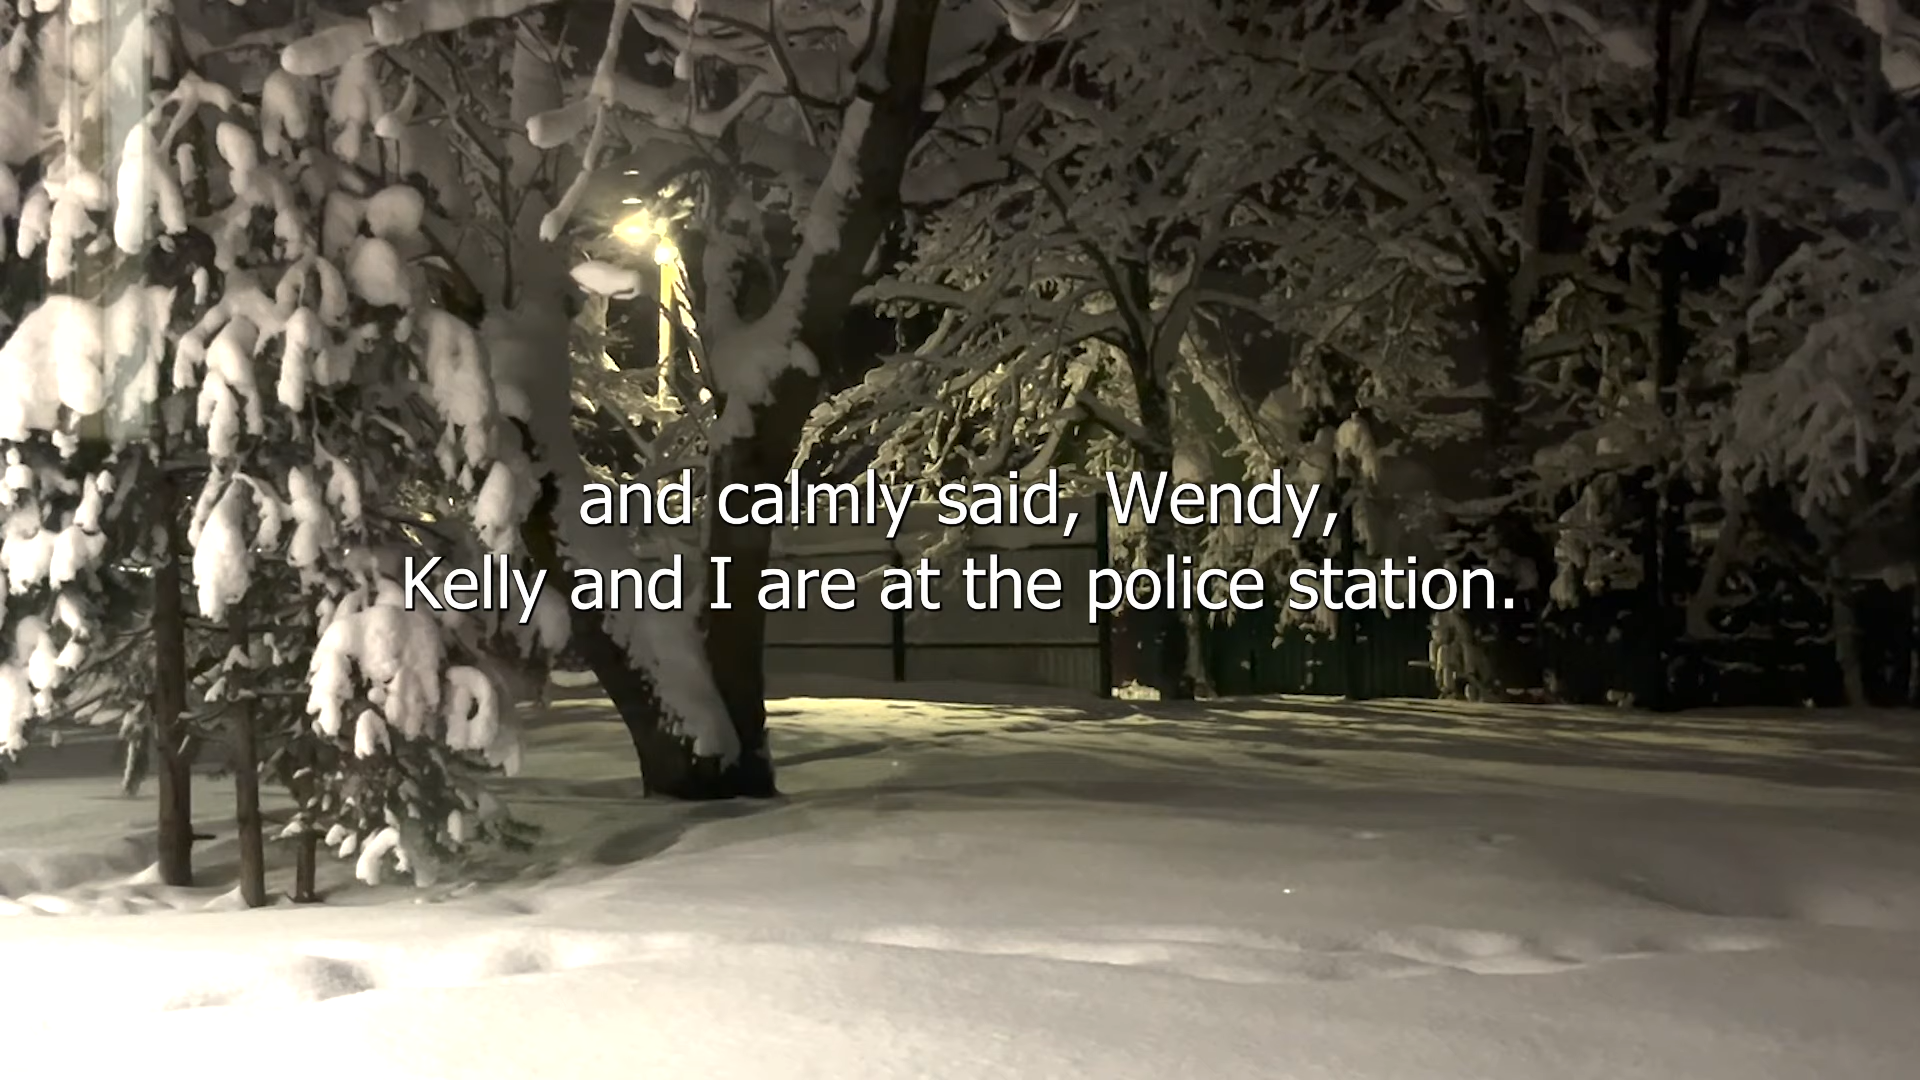 and calmly said, Wendy,
Kelly and I are at the police station.